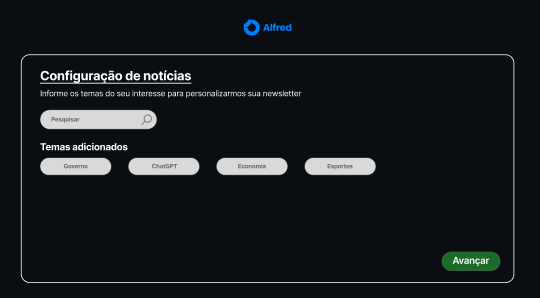 Alfred
Configuração de notícias
Informe os temas do seu interesse para personalizarmos sua newsletter
Pesquisar
Temas adicionados
Governo ChatGPT Economia Esportes
Avançar